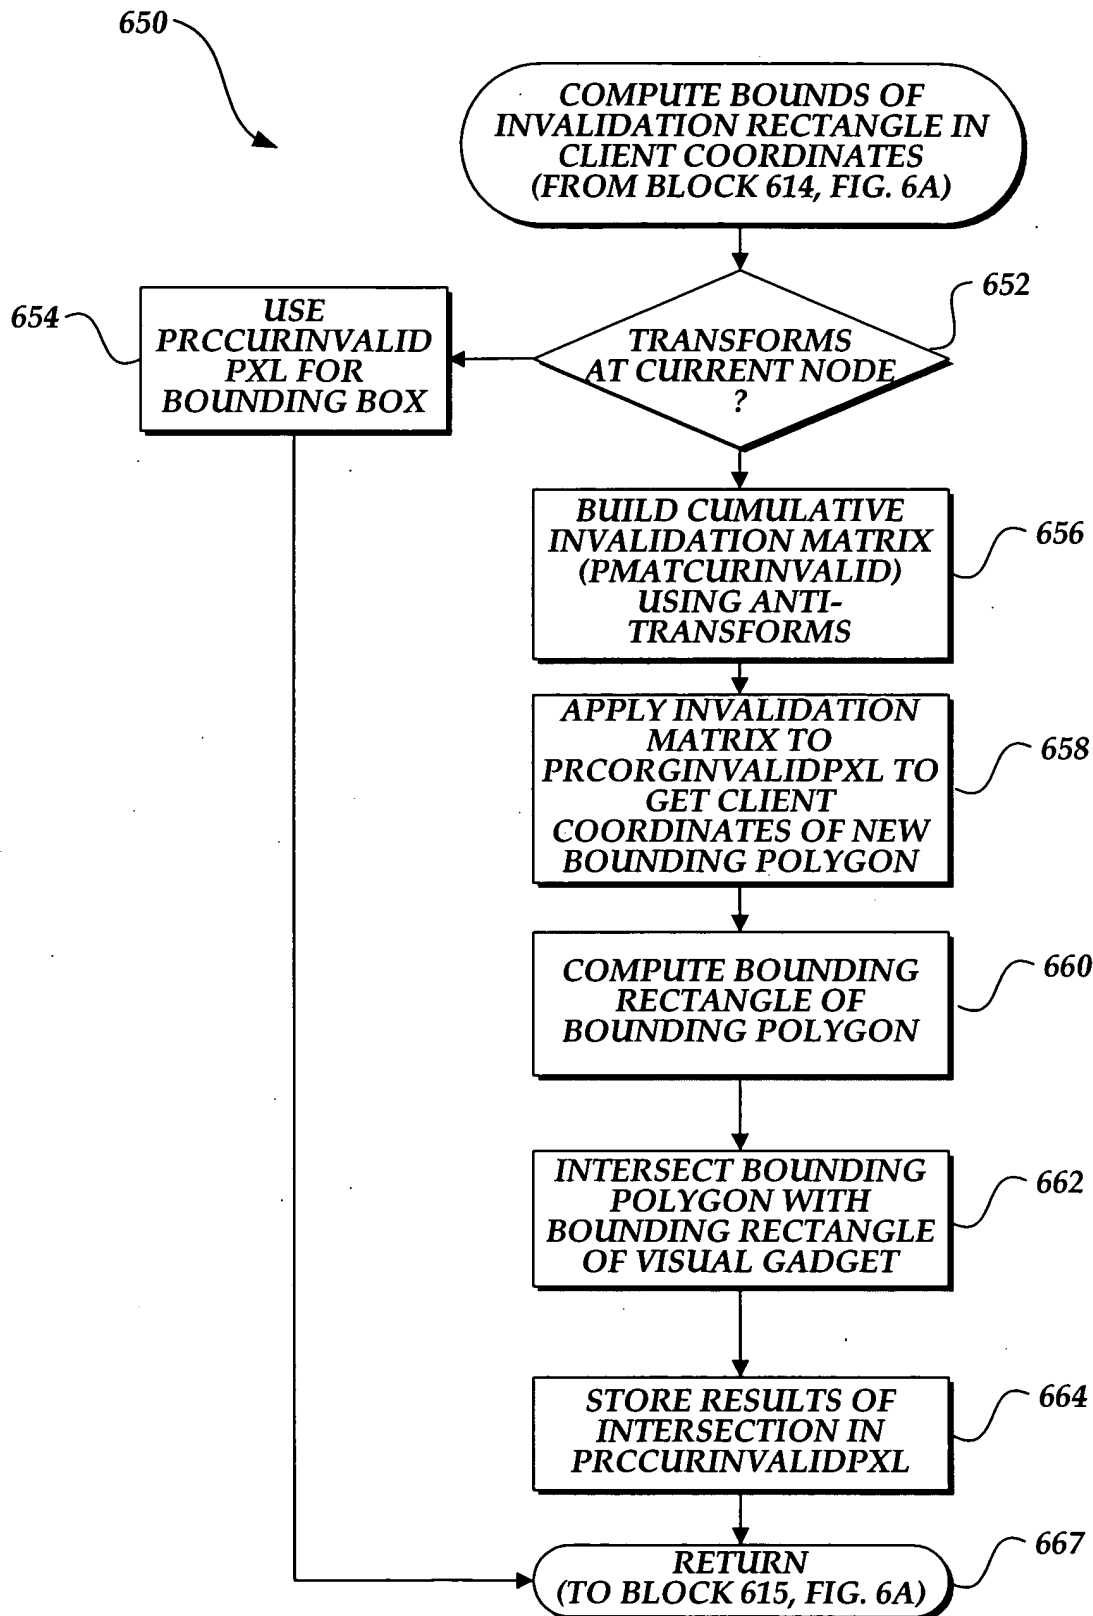 650
COMPUTE BOUNDS OF
INVALIDATION RECTANGLE IN
CLIENT COORDINATES
(FROM BLOCK 614, FIG. 6A)
652
TRANSFORMS
AT CURRENT NODE
?
654
USE
PRCCURINVALID
PXL FOR
BOUNDING BOX
BUILD CUMULATIVE
INVALIDATION MATRIX
(PMATCURINVALID)
USING ANTI-
TRANSFORMS
656
APPLY INVALIDATION
MATRIX TO
PRCORGINVALIDPXL TO
GET CLIENT
COORDINATES OF NEW
BOUNDING POLYGON
658
COMPUTE BOUNDING
RECTANGLE OF
BOUNDING POLYGON
660
INTERSECT BOUNDING
POLYGON WITH
BOUNDING RECTANGLE
OF VISUAL GADGET
662
STORE RESULTS OF
INTERSECTION IN
PRCCURINVALIDPXL
664
RETURN
(TO BLOCK 615, FIG. 6A)
667